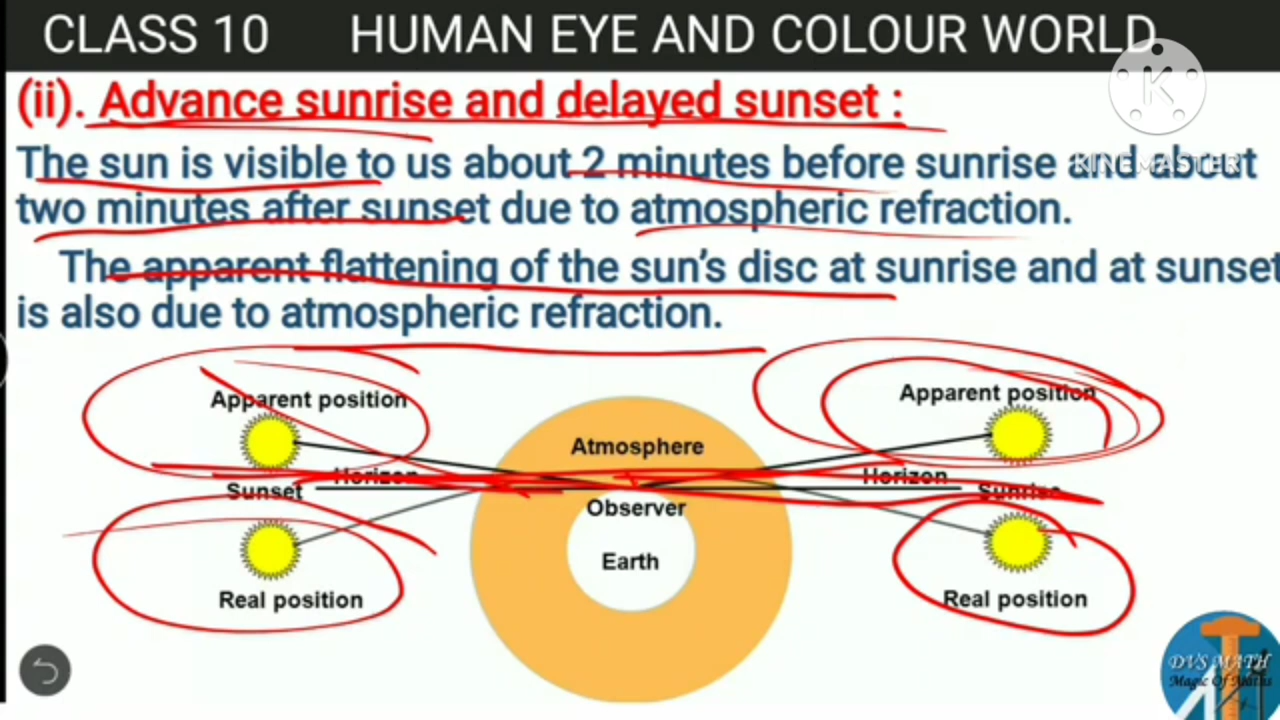 CLASS 10 HUMAN EYE AND COLOUR WORLD
K
KINEMASTER
(ii). Advance sunrise and delayed sunset :
The sun is visible to us about 2 minutes before sunrise and about
two minutes after sunset due to atmospheric refraction.
The apparent flattening of the sun's disc at sunrise and at sunset
is also due to atmospheric refraction.
Apparent position
Apparent position
Atmosphere
Horizon
Horizon
Sunset
Sunrise
Observer
Earth
Real position
Real position
DVS MATH
Magic Of Maths